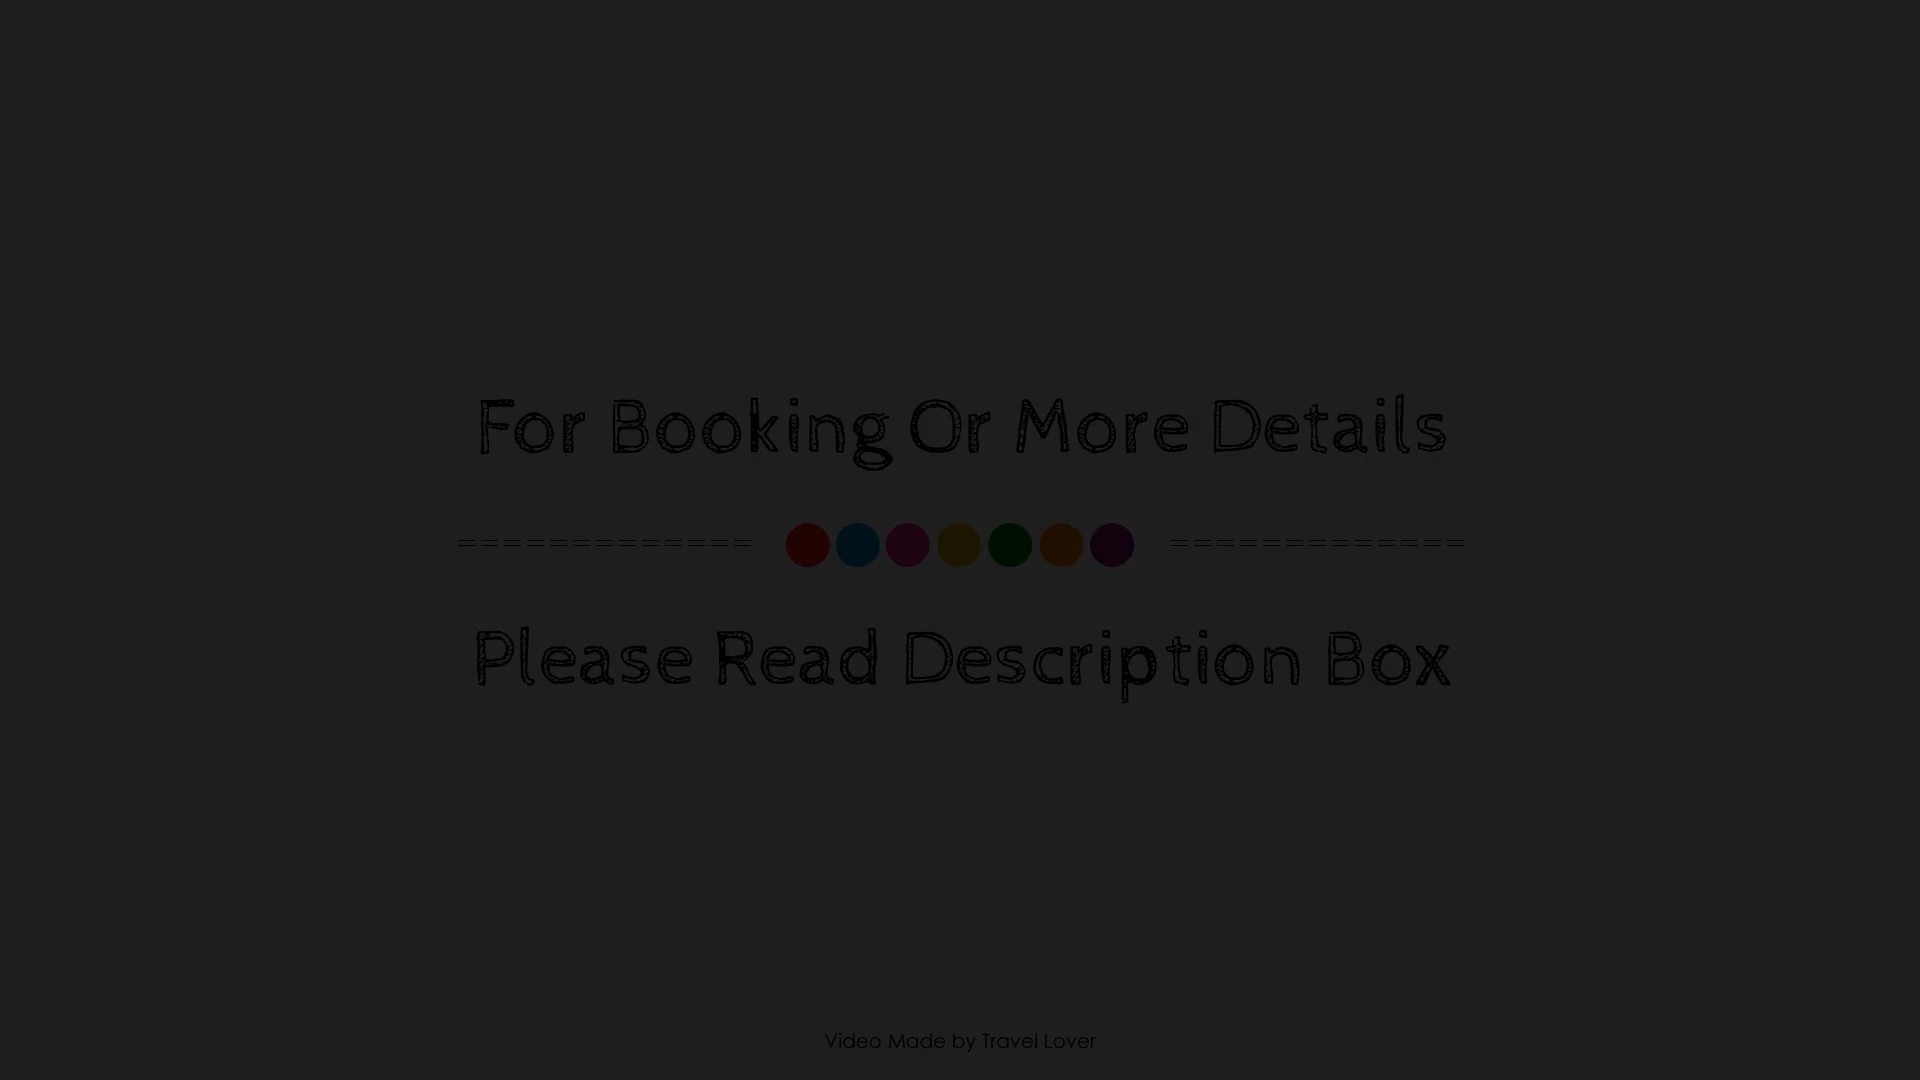 For Booking Or More Details
============= =============
Please Read Description Box
Video Made by Travel Lover